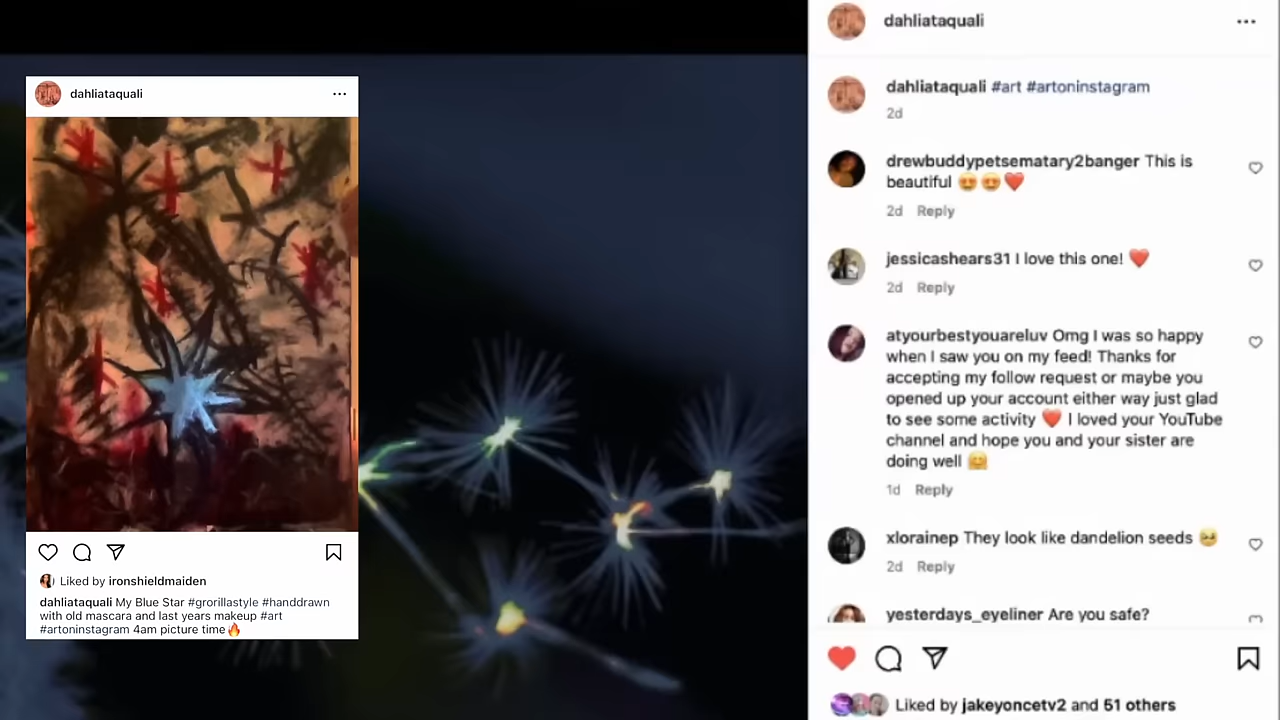 dahliataquali
Liked by ironshieldmaiden
dahliataquali My Blue Star #grorillastyle #handdrawn
with old mascara and last years makeup #art
#artoninstagram 4am picture time🔥
dahliataquali
dahliataquali #art #artoninstagram
2d
drewbuddypetsematary2banger This is
beautiful 😍😍❤️
2d Reply
jessicashears31 I love this one! ❤️
2d Reply
atyourbestyouareluv Omg I was so happy
when I saw you on my feed! Thanks for
accepting my follow request or maybe you
opened up your account either way just glad
to see some activity ❤️ I loved your YouTube
channel and hope you and your sister are
doing well 🤗
1d Reply
xlorainep They look like dandelion seeds 🥺
2d Reply
yesterdays_eyeliner Are you safe?
Liked by jakeyoncetv2 and 51 others